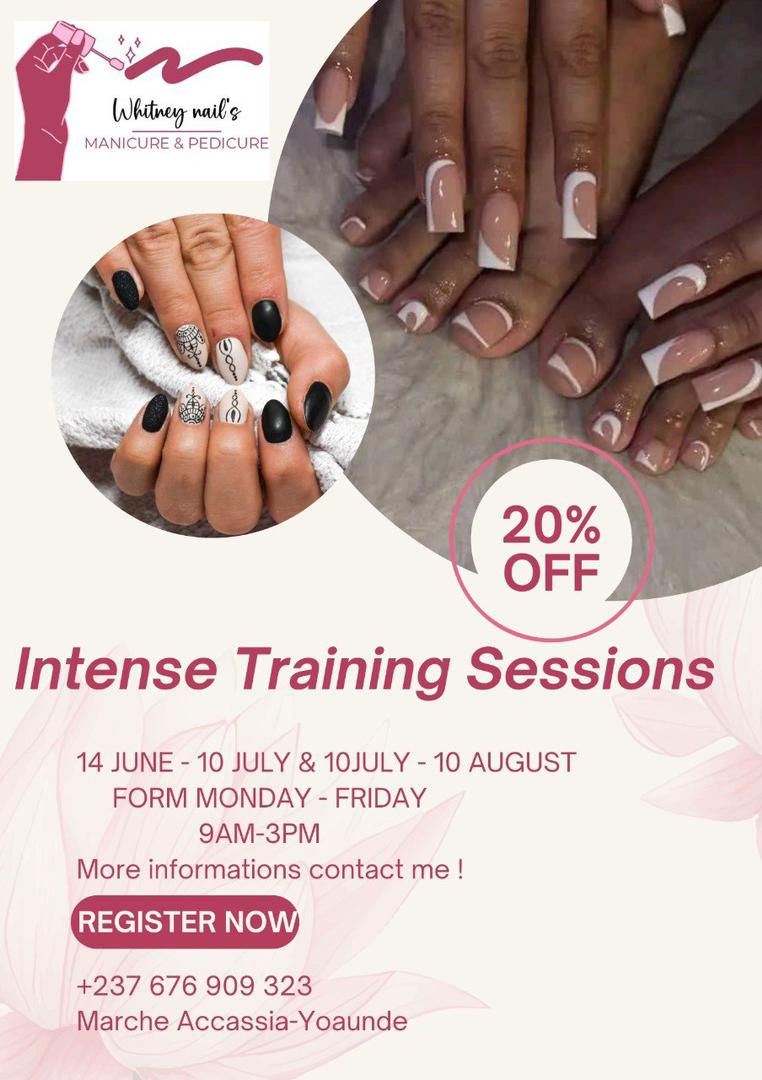 Whitney nail's
MANICURE & PEDICURE
20%
OFF
Intense Training Sessions
14 JUNE - 10 JULY & 10JULY - 10 AUGUST
FORM MONDAY - FRIDAY
9AM-3PM
More informations contact me !
REGISTER NOW
+237 676 909 323
Marche Accassia-Yoaunde